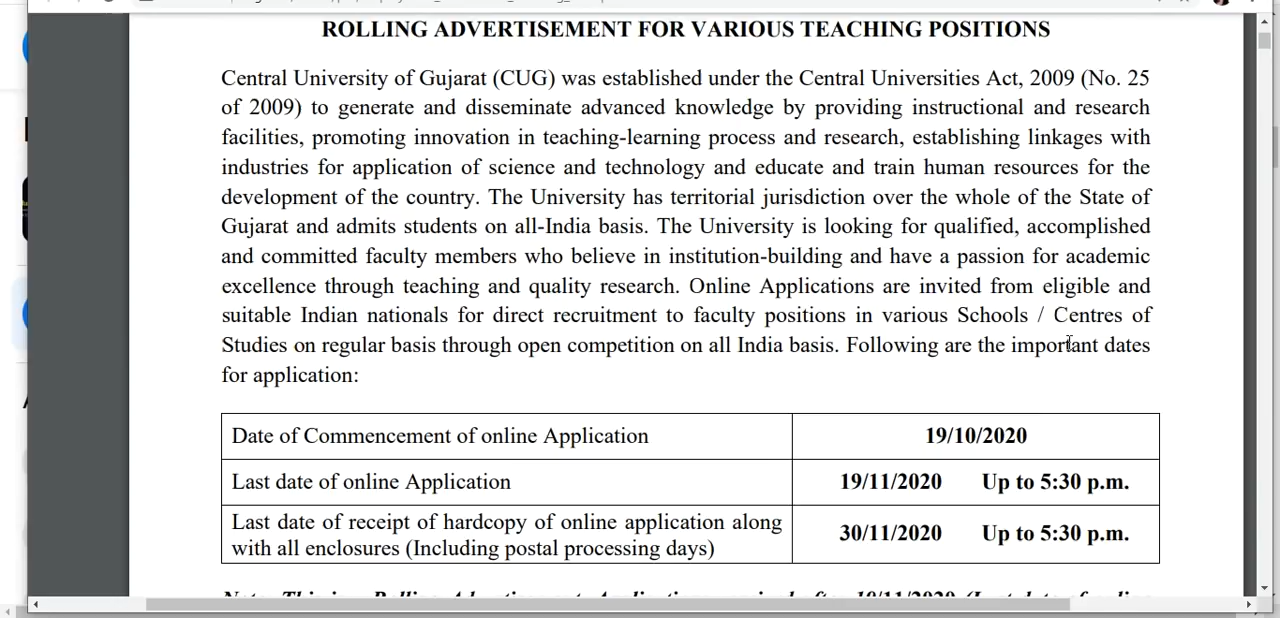 ROLLING ADVERTISEMENT FOR VARIOUS TEACHING POSITIONS
Central University of Gujarat (CUG) was established under the Central Universities Act, 2009 (No. 25
of 2009) to generate and disseminate advanced knowledge by providing instructional and research
facilities, promoting innovation in teaching-learning process and research, establishing linkages with
industries for application of science and technology and educate and train human resources for the
development of the country. The University has territorial jurisdiction over the whole of the State of
Gujarat and admits students on all-India basis. The University is looking for qualified, accomplished
and committed faculty members who believe in institution-building and have a passion for academic
excellence through teaching and quality research. Online Applications are invited from eligible and
suitable Indian nationals for direct recruitment to faculty positions in various Schools / Centres of
Studies on regular basis through open competition on all India basis. Following are the important dates
for application:
Date of Commencement of online Application 19/10/2020
Last date of online Application 19/11/2020 Up to 5:30 p.m.
Last date of receipt of hardcopy of online application along
with all enclosures (Including postal processing days) 30/11/2020 Up to 5:30 p.m.